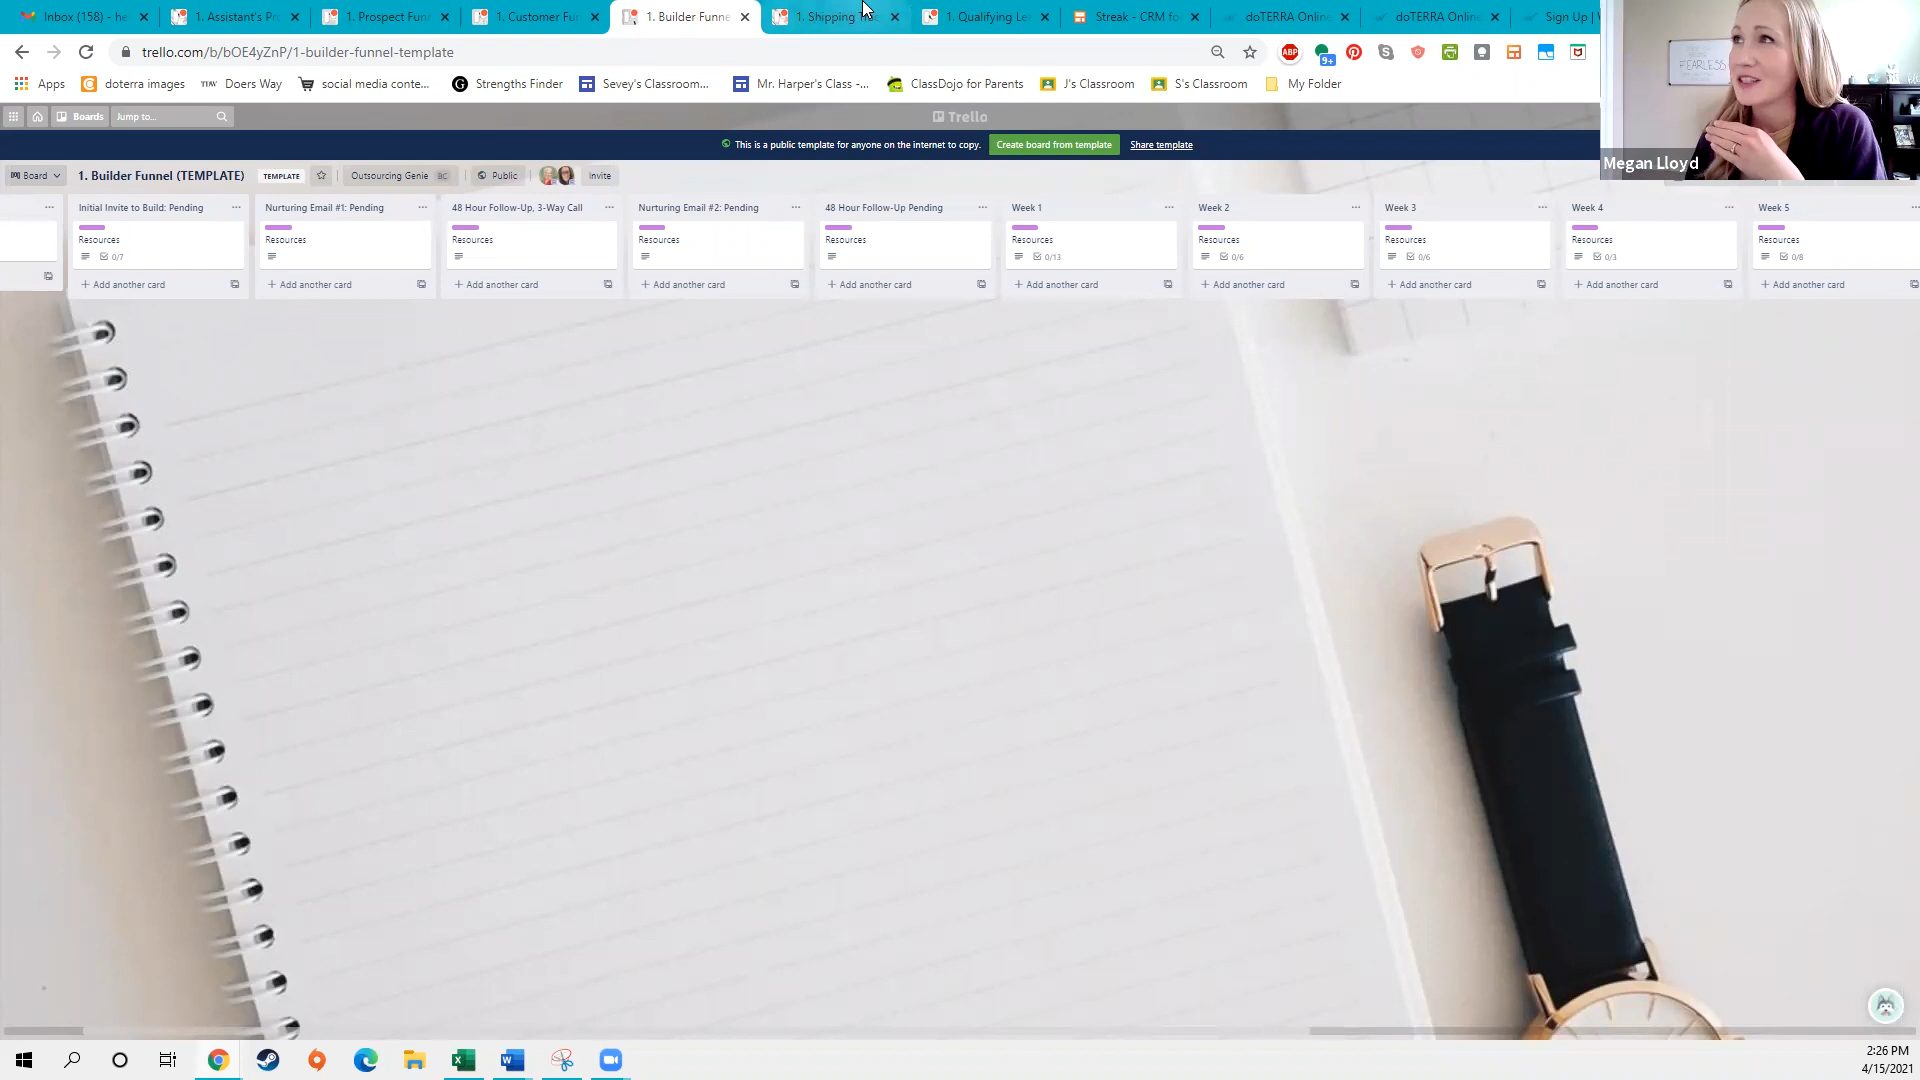 Inbox (158) - he
1. Assistant's Pro
1. Prospect Funn
1. Customer Fun
1. Builder Funne
1. Shipping
1. Qualifying Le
Streak - CRM fo
doTERRA Online
doTERRA Online
Sign Up |
trello.com/b/bOE4yZnP/1-builder-funnel-template
ABP
9+
Apps
doterra images
Doers Way
social media conte...
Strengths Finder
Sevey's Classroom...
Mr. Harper's Class -...
ClassDojo for Parents
J's Classroom
S's Classroom
My Folder
FEARLESS
Megan Lloyd
Boards
Jump to...
Trello
This is a public template for anyone on the internet to copy.
Create board from template
Share template
Board
1. Builder Funnel (TEMPLATE)
TEMPLATE
Outsourcing Genie
BC
Public
Invite
Initial Invite to Build: Pending
Nurturing Email #1: Pending
48 Hour Follow-Up, 3-Way Call
Nurturing Email #2: Pending
48 Hour Follow-Up Pending
Week 1
Week 2
Week 3
Week 4
Week 5
Resources
Resources
Resources
Resources
Resources
Resources
Resources
Resources
Resources
Resources
0/7
0/13
0/6
0/6
0/3
0/8
+ Add another card
+ Add another card
+ Add another card
+ Add another card
+ Add another card
+ Add another card
+ Add another card
+ Add another card
+ Add another card
+ Add another card
2:26 PM
4/15/2021